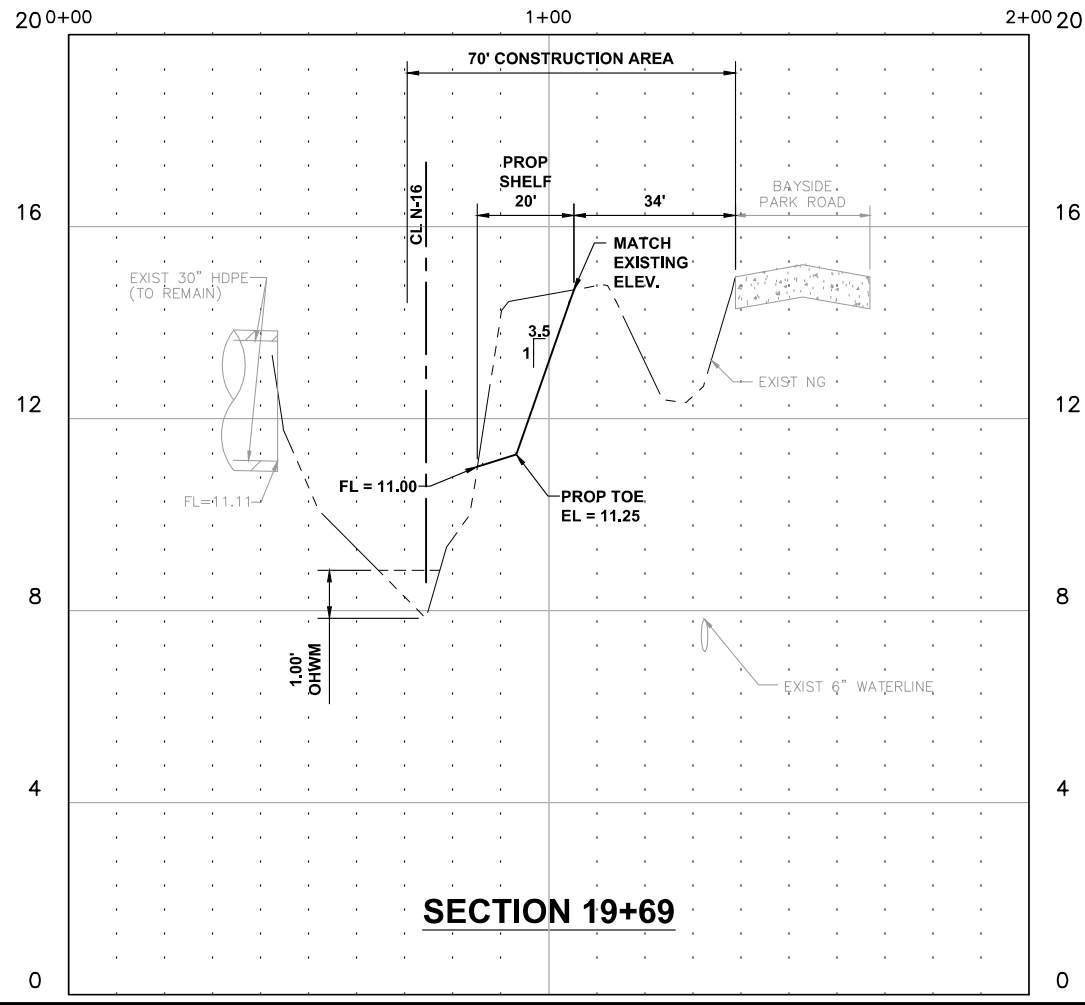 0+00 1+00 2+00
20 20
70' CONSTRUCTION AREA
PROP
SHELF
20'
34'
BAYSIDE
PARK ROAD
16 16
CL N-16
MATCH
EXISTING
ELEV.
EXIST 30" HDPE
(TO REMAIN)
3.5
1
EXIST NG
12 12
FL = 11.00
FL=11.11
PROP TOE
EL = 11.25
8 8
1.00'
OHWM
EXIST 6" WATERLINE
4 4
SECTION 19+69
0 0